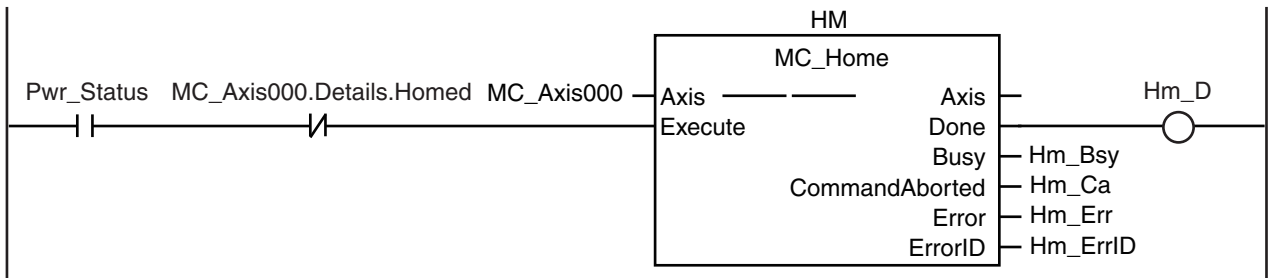 HM
MC_Home
Pwr_Status MC_Axis000.Details.Homed MC_Axis000 Axis Axis Hm_D
Execute Done
Busy Hm_Bsy
CommandAborted Hm_Ca
Error Hm_Err
ErrorID Hm_ErrID